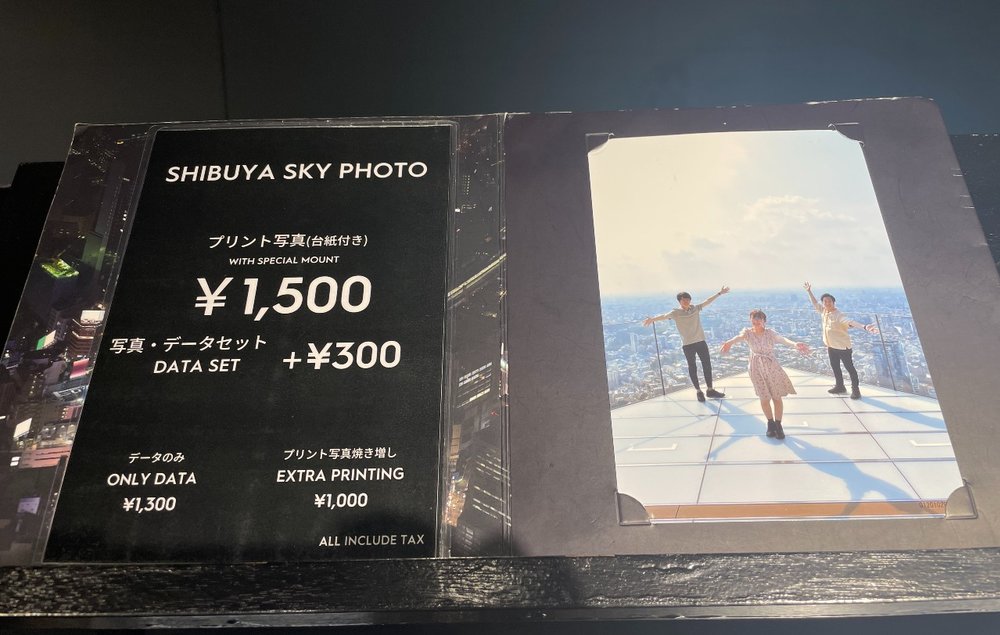 SHIBUYA SKY PHOTO
プリント写真(台紙付き)
WITH SPECIAL MOUNT
¥1,500
写真・データセット
DATA SET
+¥300
データのみ
ONLY DATA
¥1,300
プリント写真焼き増し
EXTRA PRINTING
¥1,000
ALL INCLUDE TAX